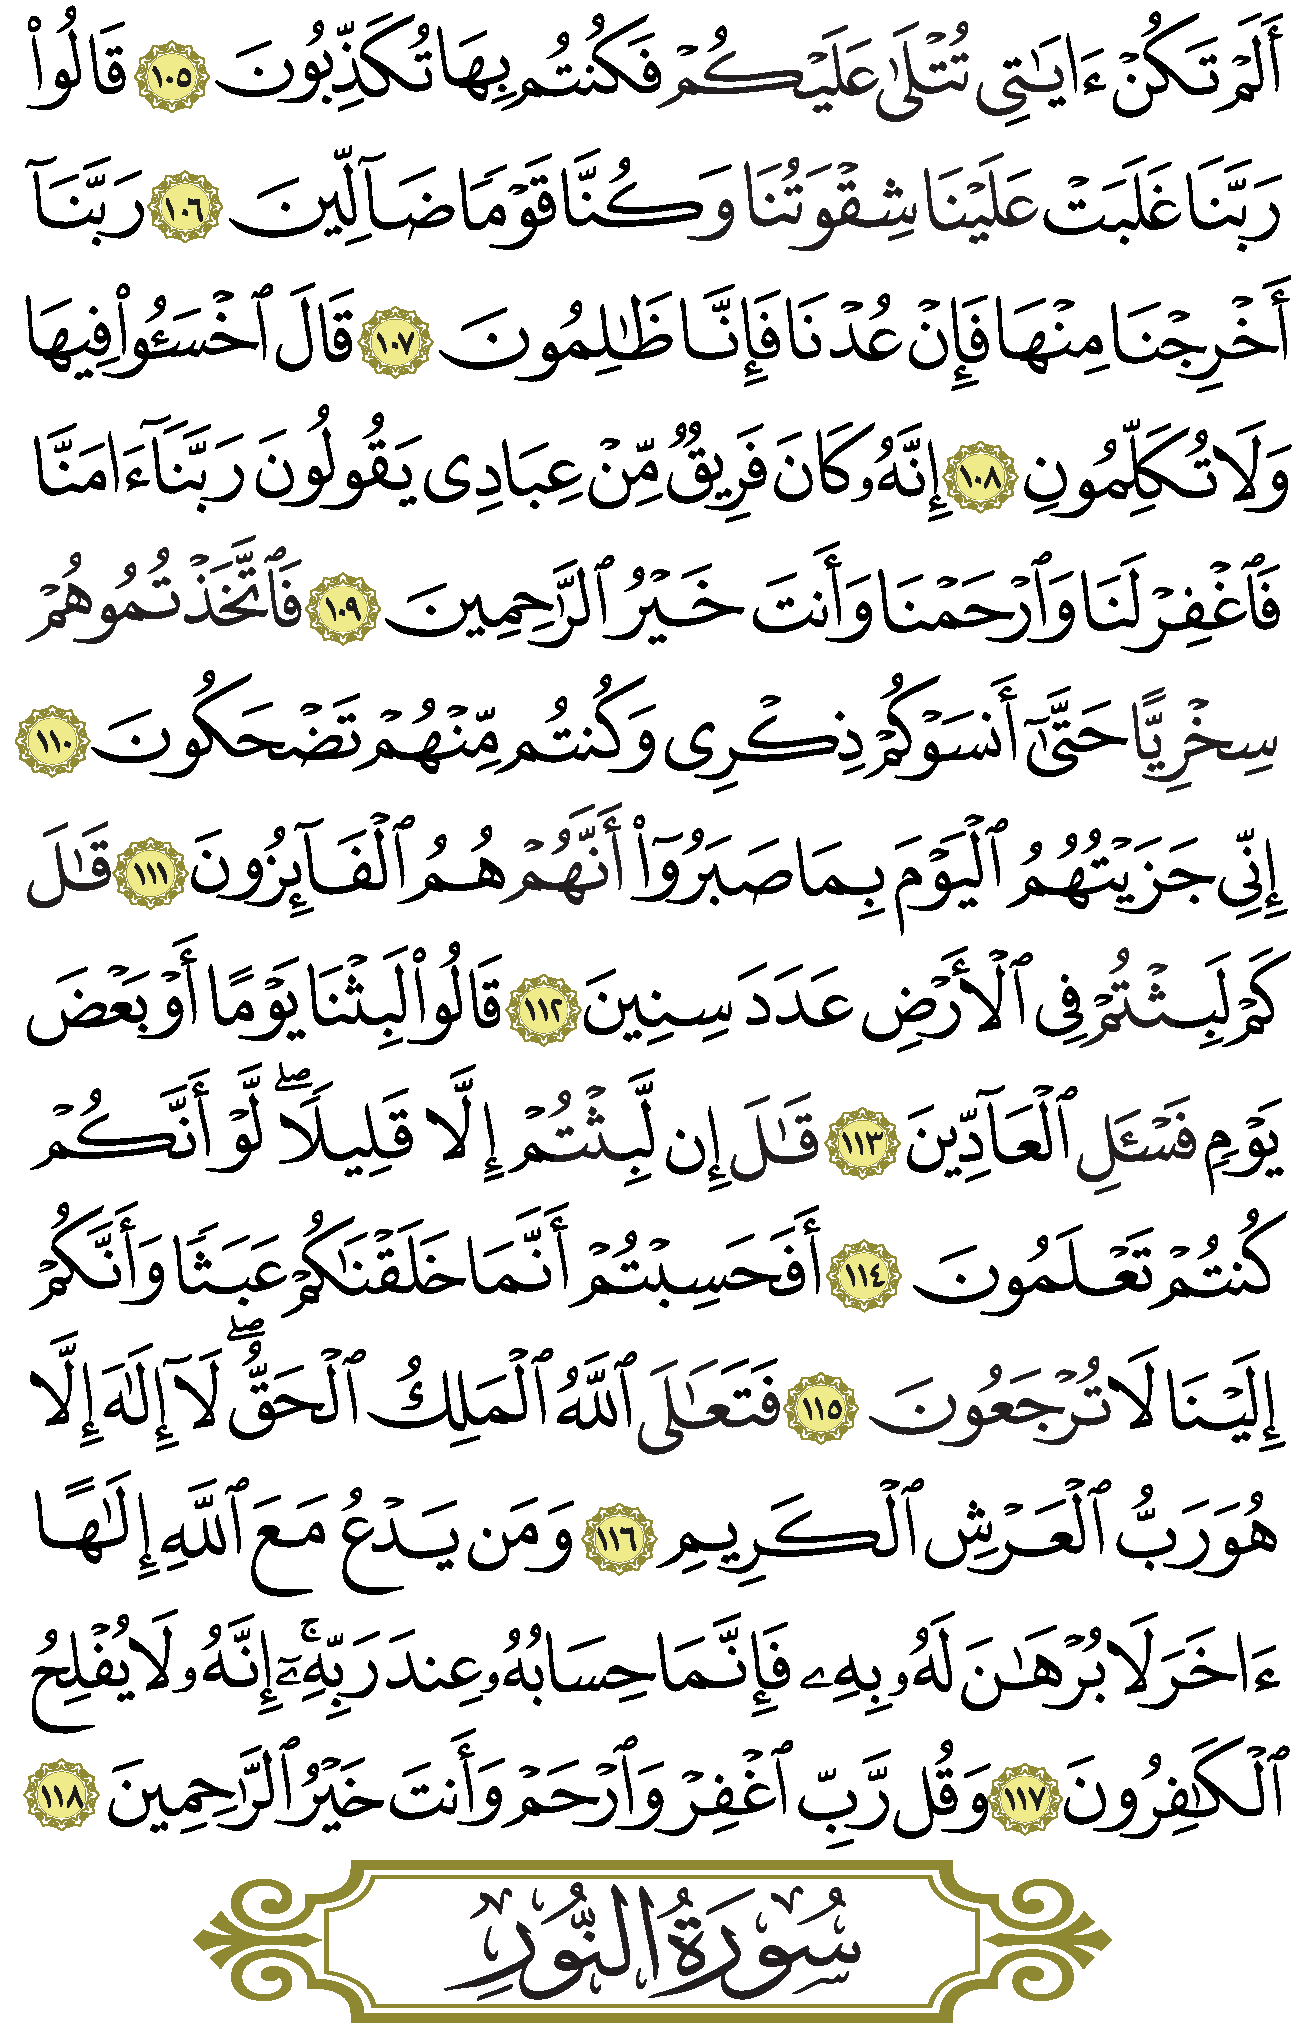 أَلَمْ تَكُنْ ءَايَٰتِى تُتْلَىٰ عَلَيْكُمْ فَكُنتُم بِهَا تُكَذِّبُونَ ١٠٥ قَالُوا۟
رَبَّنَا غَلَبَتْ عَلَيْنَا شِقْوَتُنَا وَكُنَّا قَوْمًا ضَآلِّينَ ١٠٦ رَبَّنَآ
أَخْرِجْنَا مِنْهَا فَإِنْ عُدْنَا فَإِنَّا ظَٰلِمُونَ ١٠٧ قَالَ ٱخْسَـُٔوا۟ فِيهَا
وَلَا تُكَلِّمُونِ ١٠٨ إِنَّهُۥ كَانَ فَرِيقٌ مِّنْ عِبَادِى يَقُولُونَ رَبَّنَآ ءَامَنَّا
فَٱغْفِرْ لَنَا وَٱرْحَمْنَا وَأَنتَ خَيْرُ ٱلرَّٰحِمِينَ ١٠٩ فَٱتَّخَذْتُمُوهُمْ
سِخْرِيًّا حَتَّىٰٓ أَنسَوْكُمْ ذِكْرِى وَكُنتُم مِّنْهُمْ تَضْحَكُونَ ١١٠
إِنِّى جَزَيْتُهُمُ ٱلْيَوْمَ بِمَا صَبَرُوٓا۟ أَنَّهُمْ هُمُ ٱلْفَآئِزُونَ ١١١ قَٰلَ
كَمْ لَبِثْتُمْ فِى ٱلْأَرْضِ عَدَدَ سِنِينَ ١١٢ قَالُوا۟ لَبِثْنَا يَوْمًا أَوْ بَعْضَ
يَوْمٍ فَسْـَٔلِ ٱلْعَآدِّينَ ١١٣ قَٰلَ إِن لَّبِثْتُمْ إِلَّا قَلِيلًا ۖ لَّوْ أَنَّكُمْ
كُنتُمْ تَعْلَمُونَ ١١٤ أَفَحَسِبْتُمْ أَنَّمَا خَلَقْنَٰكُمْ عَبَثًا وَأَنَّكُمْ
إِلَيْنَا لَا تُرْجَعُونَ ١١٥ فَتَعَٰلَى ٱللَّهُ ٱلْمَلِكُ ٱلْحَقُّ ۖ لَآ إِلَٰهَ إِلَّا
هُوَ رَبُّ ٱلْعَرْشِ ٱلْكَرِيمِ ١١٦ وَمَن يَدْعُ مَعَ ٱللَّهِ إِلَٰهًا
ءَاخَرَ لَا بُرْهَٰنَ لَهُۥ بِهِۦ فَإِنَّمَا حِسَابُهُۥ عِندَ رَبِّهِۦٓ ۚ إِنَّهُۥ لَا يُفْلِحُ
ٱلْكَٰفِرُونَ ١١٧ وَقُل رَّبِّ ٱغْفِرْ وَٱرْحَمْ وَأَنتَ خَيْرُ ٱلرَّٰحِمِينَ ١١٨
سُورَةُ النُّورِ